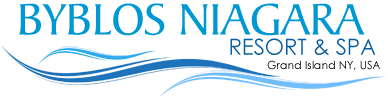 BYBLOS NIAGARA
RESORT & SPA
Grand Island NY, USA